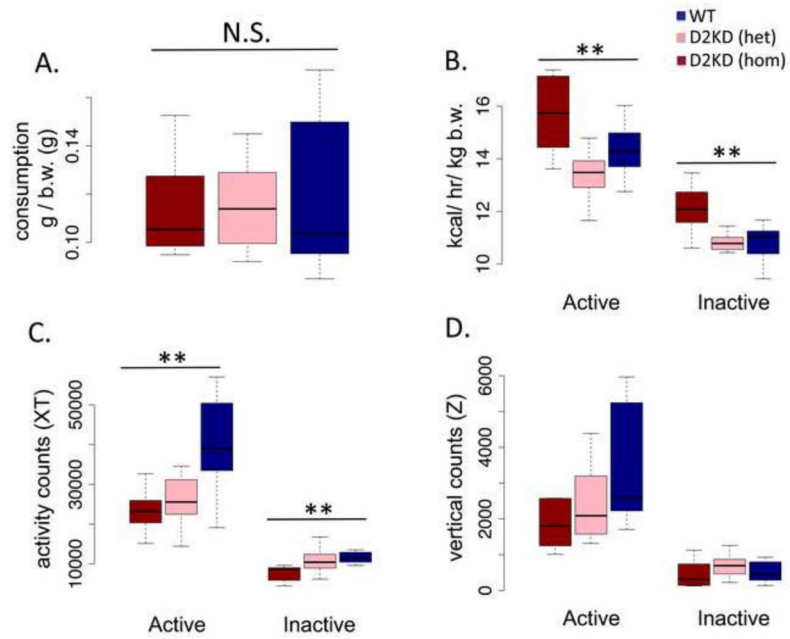 WT
D2KD (het)
D2KD (hom)
A.
N.S.
consumption
g / b.w. (g)
0.14
0.10
B.
**
**
kcal/ hr/ kg b.w.
16
14
12
10
Active
Inactive
C.
**
**
activity counts (XT)
50000
30000
10000
Active
Inactive
D.
vertical counts (Z)
6000
4000
2000
0
Active
Inactive